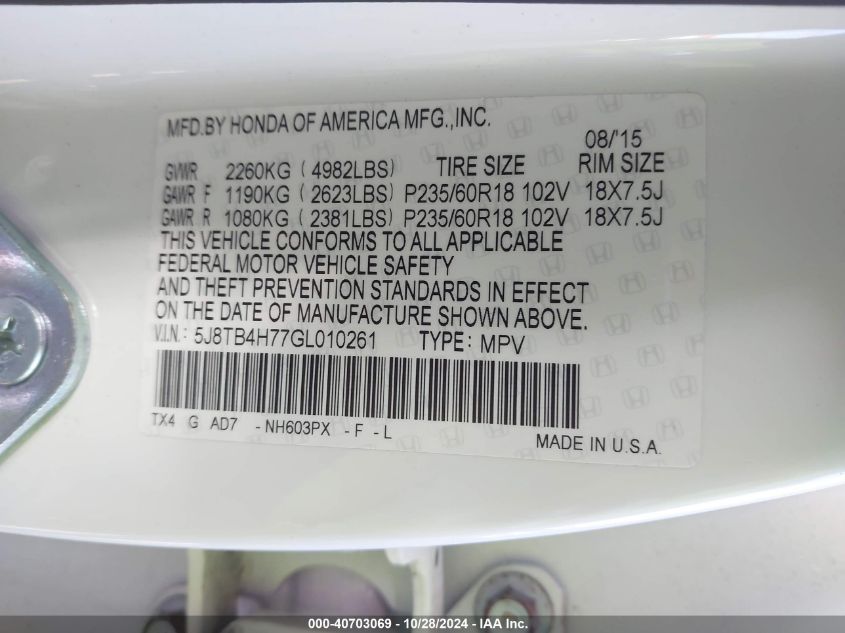 MFD.BY HONDA OF AMERICA MFG.,INC.
08/'15
GVWR 2260KG ( 4982LBS) TIRE SIZE RIM SIZE
GAWR F 1190KG ( 2623LBS) P235/60R18 102V 18X7.5J
GAWR R 1080KG ( 2381LBS) P235/60R18 102V 18X7.5J
THIS VEHICLE CONFORMS TO ALL APPLICABLE
FEDERAL MOTOR VEHICLE SAFETY
AND THEFT PREVENTION STANDARDS IN EFFECT
ON THE DATE OF MANUFACTURE SHOWN ABOVE.
V.I.N.: 5J8TB4H77GL010261 TYPE: MPV
TX4 G AD7 -NH603PX -F -L
MADE IN U.S.A.
000-40703069 - 10/28/2024 - IAA Inc.